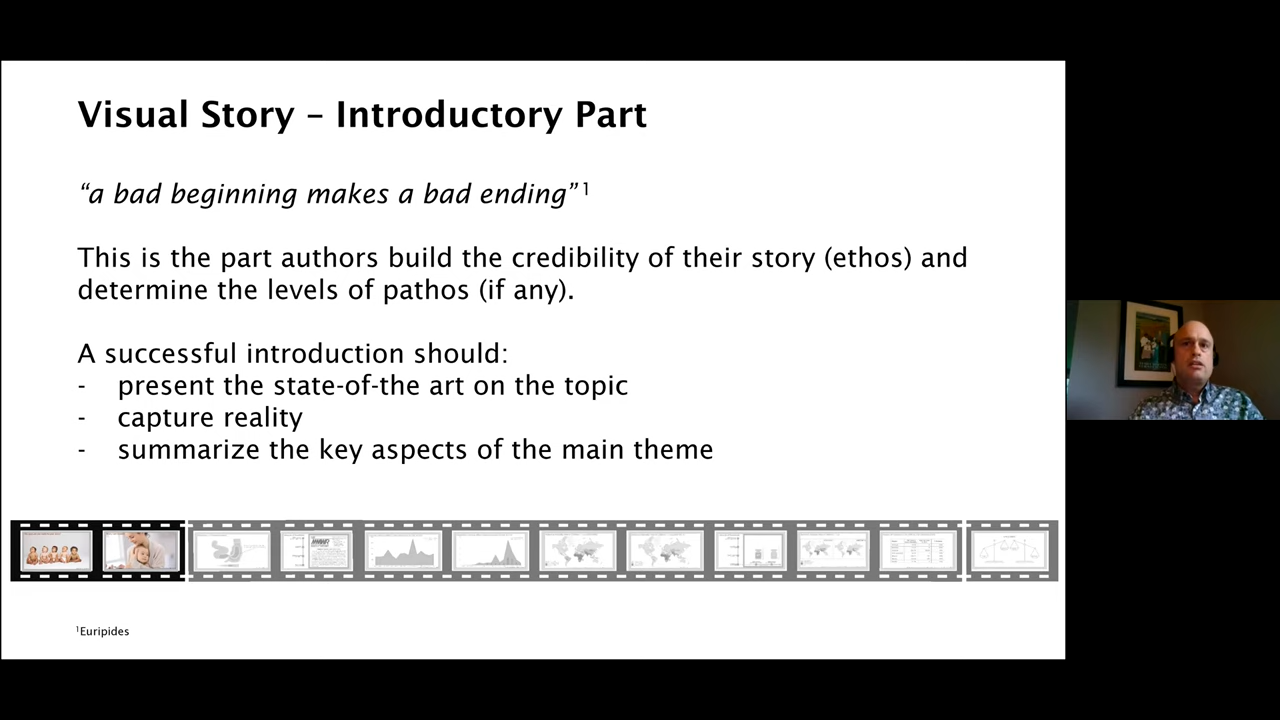 Visual Story – Introductory Part
“a bad beginning makes a bad ending”1
This is the part authors build the credibility of their story (ethos) and
determine the levels of pathos (if any).
A successful introduction should:
- present the state-of-the art on the topic
- capture reality
- summarize the key aspects of the main theme
1Euripides